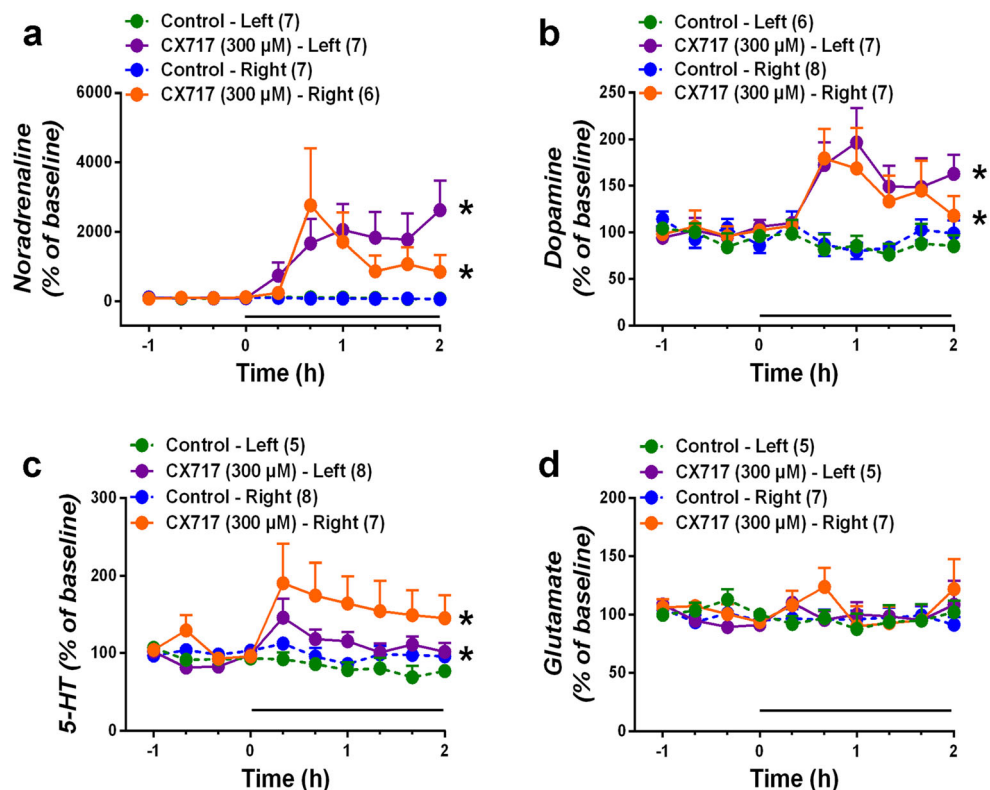 a
Control - Left (7)
CX717 (300 µM) - Left (7)
Control - Right (7)
CX717 (300 µM) - Right (6)
Noradrenaline
(% of baseline)
6000
4000
2000
0
-1 0 1 2
Time (h)
*
*
b
Control - Left (6)
CX717 (300 µM) - Left (7)
Control - Right (8)
CX717 (300 µM) - Right (7)
Dopamine
(% of baseline)
250
200
150
100
50
0
-1 0 1 2
Time (h)
*
*
c
Control - Left (5)
CX717 (300 µM) - Left (8)
Control - Right (8)
CX717 (300 µM) - Right (7)
5-HT (% of baseline)
300
200
100
0
-1 0 1 2
Time (h)
*
*
d
Control - Left (5)
CX717 (300 µM) - Left (5)
Control - Right (7)
CX717 (300 µM) - Right (7)
Glutamate
(% of baseline)
200
150
100
50
0
-1 0 1 2
Time (h)